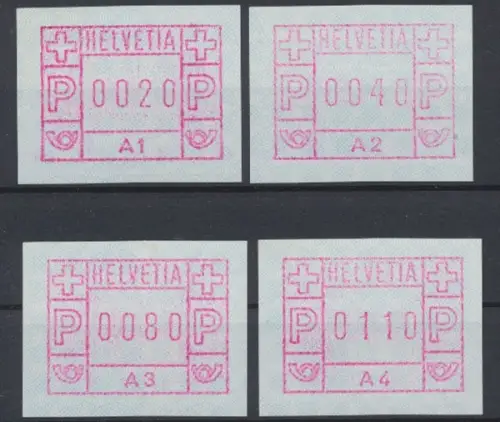 HELVETIA
P 0020 P
A1
HELVETIA
P 0040 P
A2
HELVETIA
P 0080 P
A3
HELVETIA
P 0110 P
A4